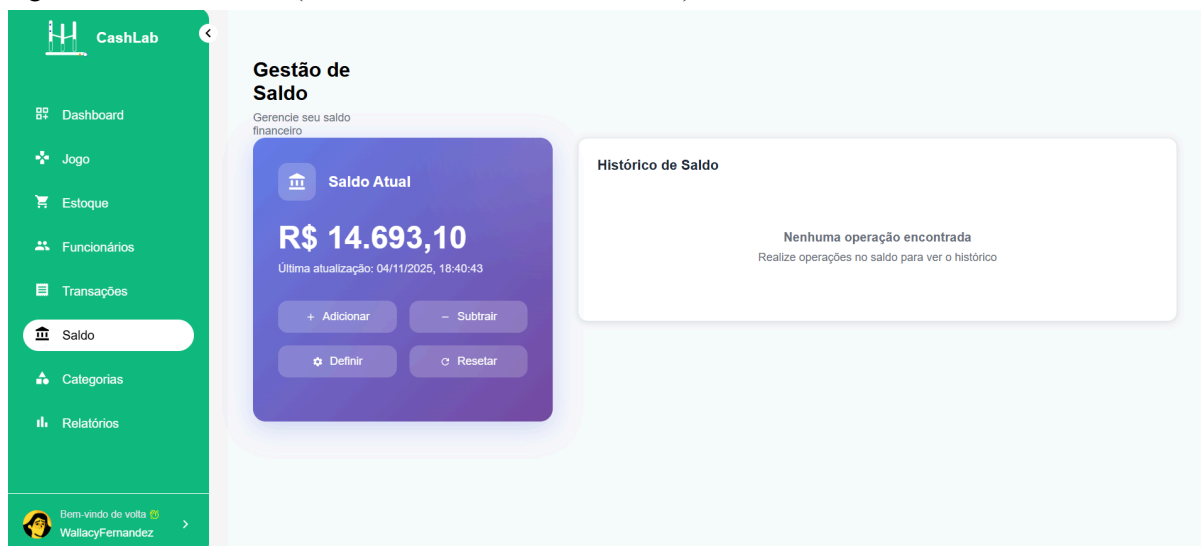 CashLab
Dashboard
Jogo
Estoque
Funcionários
Transações
Saldo
Categorias
Relatórios
Bem-vindo de volta
WallacyFernandez
Gestão de
Saldo
Gerencie seu saldo
financeiro
Saldo Atual
R$ 14.693,10
Última atualização: 04/11/2025, 18:40:43
+ Adicionar
− Subtrair
Definir
Resetar
Histórico de Saldo
Nenhuma operação encontrada
Realize operações no saldo para ver o histórico